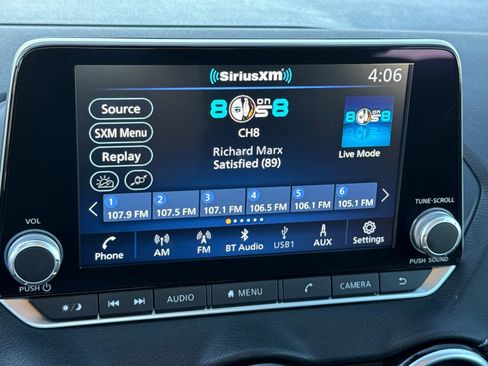 SiriusXm
4:06
Source
SXM Menu
Replay
80s on 8
CH8
Richard Marx
Satisfied (89)
80s on 8
Live Mode
1 2 3 4 5 6
107.9 FM 107.5 FM 107.1 FM 106.5 FM 106.1 FM 105.1 FM
Phone AM FM BT Audio USB1 AUX Settings
VOL
PUSH
TUNE·SCROLL
PUSH SOUND
AUDIO MENU CAMERA